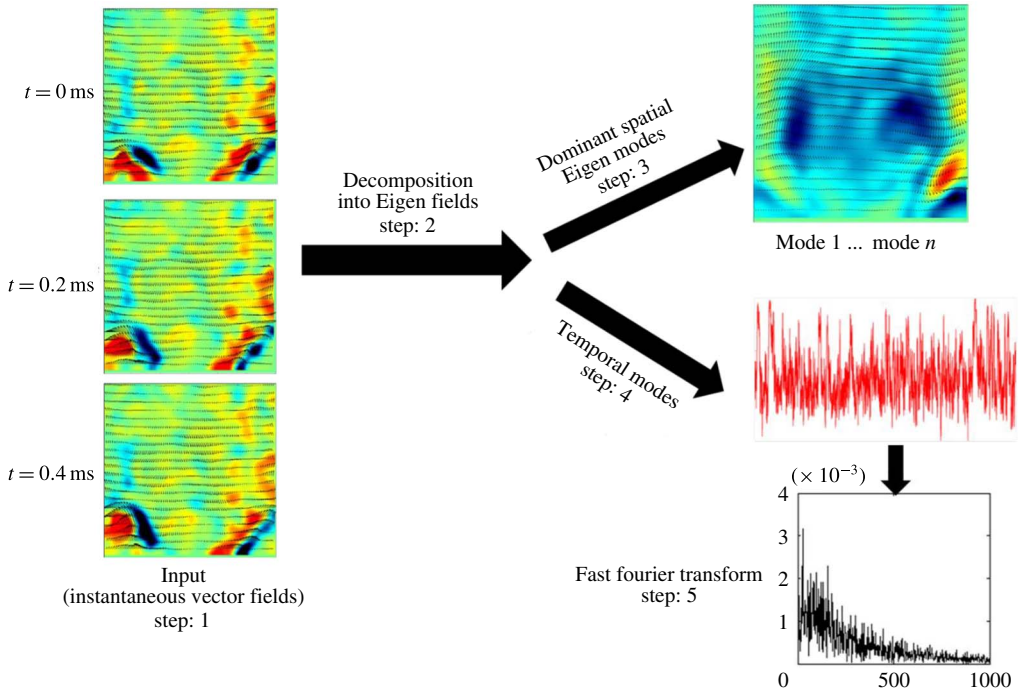 t = 0 ms
t = 0.2 ms
t = 0.4 ms
Input
(instantaneous vector fields)
step: 1
Decomposition
into Eigen fields
step: 2
Dominant spatial
Eigen modes
step: 3
Mode 1 ... mode n
Temporal modes
step: 4
Fast fourier transform
step: 5
(× 10⁻³)
4
3
2
1
0
500
1000